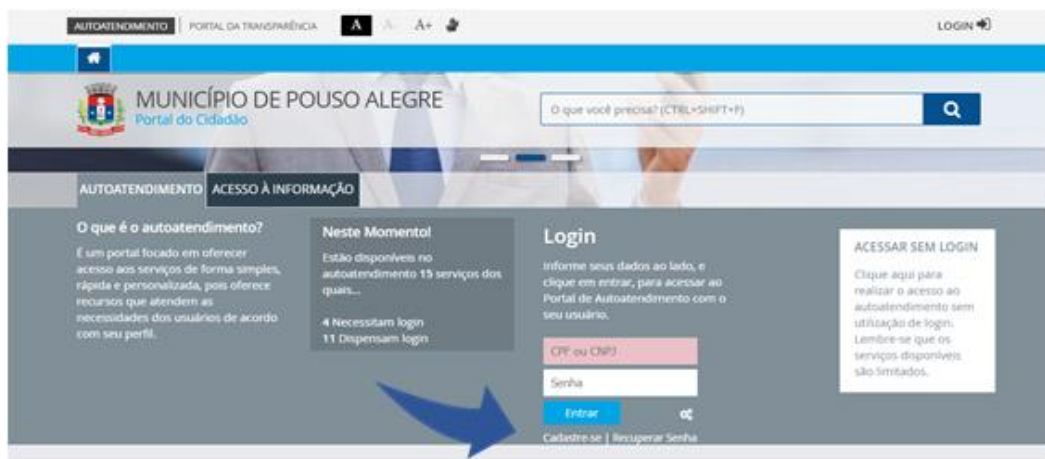 AUTOATENDIMENTO | PORTAL DA TRANSPARÊNCIA A A- A+
LOGIN
MUNICÍPIO DE POUSO ALEGRE
Portal do Cidadão
O que você precisa? (CTRL+SHIFT+F)
AUTOATENDIMENTO ACESSO À INFORMAÇÃO
O que é o autoatendimento?
É um portal focado em oferecer
acesso aos serviços de forma simples,
rápida e personalizada, pois oferece
recursos que atendem as
necessidades dos usuários de acordo
com seu perfil.
Neste Momento!
Estão disponíveis no
autoatendimento 15 serviços dos
quais...
4 Necessitam login
11 Dispensam login
Login
Informe seus dados ao lado, e
clique em entrar, para acessar ao
Portal de Autoatendimento com o
seu usuário.
CPF ou CNPJ
Senha
Entrar
Cadastre-se | Recuperar Senha
ACESSAR SEM LOGIN
Clique aqui para
realizar o acesso ao
autoatendimento sem
utilização de login.
Lembre-se que os
serviços disponíveis
são limitados.